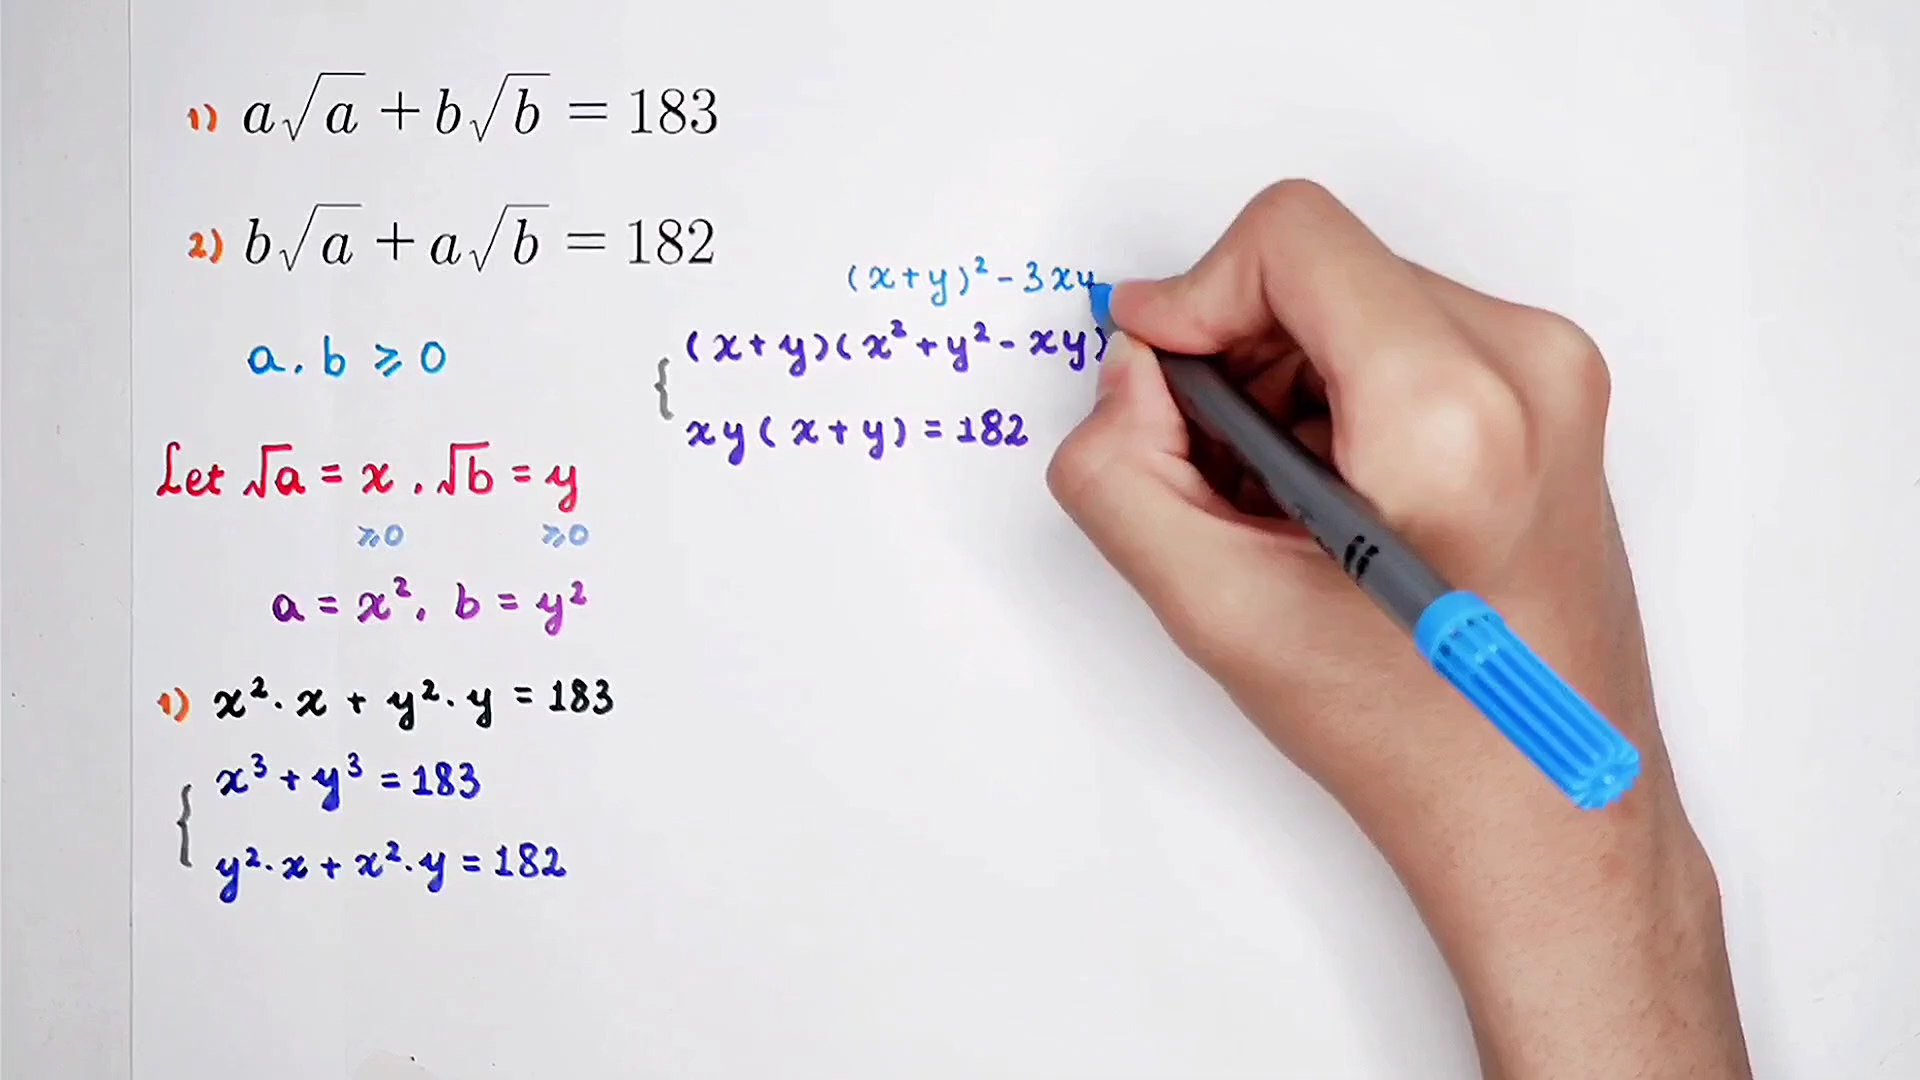 1) a√a + b√b = 183
2) b√a + a√b = 182
a, b ⩾ 0
Let √a = x, √b = y
⩾0 ⩾0
a = x², b = y²
1) x²·x + y²·y = 183
x³ + y³ = 183
y²·x + x²·y = 182
(x+y)² - 3xy
(x+y)(x²+y²-xy)
xy(x+y) = 182